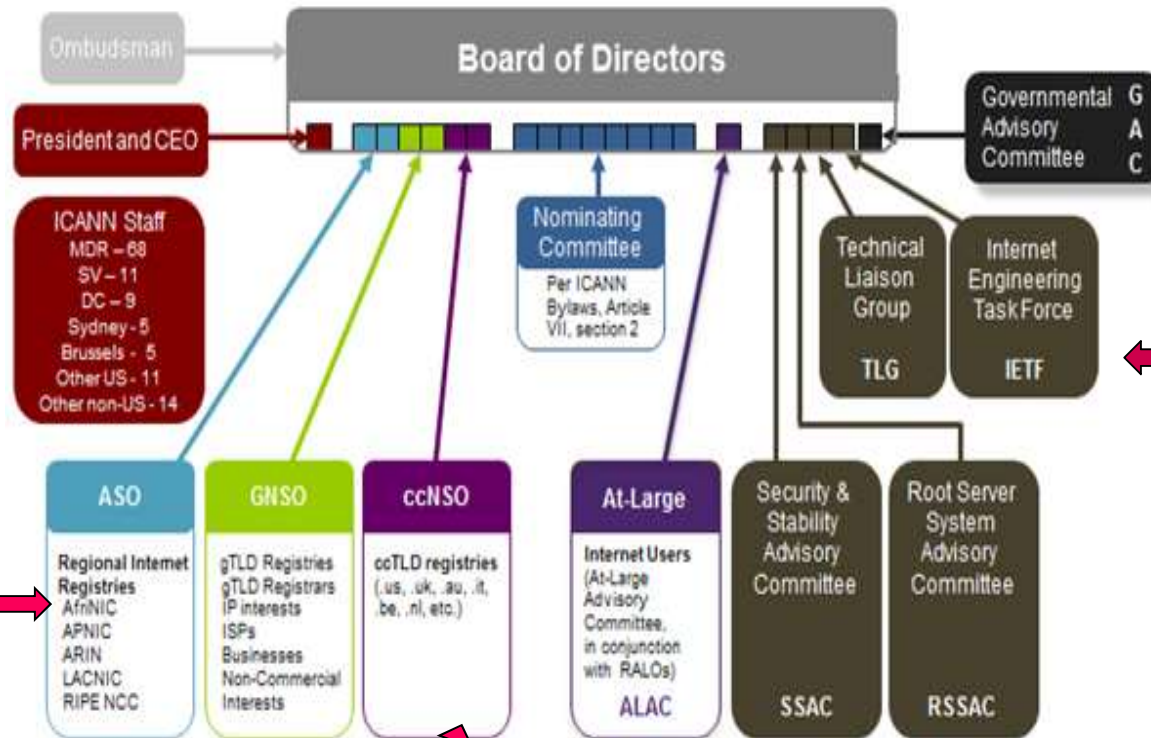 Ombudsman
Board of Directors
President and CEO
Governmental G
Advisory A
Committee C
ICANN Staff
MDR – 68
SV – 11
DC – 9
Sydney - 5
Brussels - 5
Other US - 11
Other non-US - 14
Nominating
Committee
Per ICANN
Bylaws, Article
VII, section 2
Technical
Liaison
Group
TLG
Internet
Engineering
Task Force
IETF
ASO
Regional Internet
Registries
AfriNIC
APNIC
ARIN
LACNIC
RIPE NCC
GNSO
gTLD Registries
gTLD Registrars
IP interests
ISPs
Businesses
Non-Commercial
Interests
ccNSO
ccTLD registries
(.us, .uk, .au, .it,
.be, .nl, etc.)
At-Large
Internet Users
(At-Large
Advisory
Committee,
in conjunction
with RALOs)
ALAC
Security &
Stability
Advisory
Committee
SSAC
Root Server
System
Advisory
Committee
RSSAC